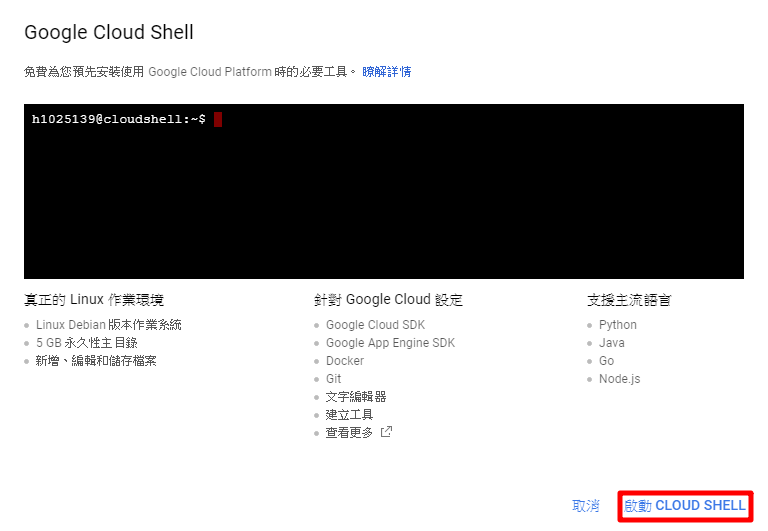 Google Cloud Shell
免費為您預先安裝使用 Google Cloud Platform 時的必要工具。 瞭解詳情
h1025139@cloudshell:~$
真正的 Linux 作業環境
Linux Debian 版本作業系統
5 GB 永久性主目錄
新增、編輯和儲存檔案
針對 Google Cloud 設定
Google Cloud SDK
Google App Engine SDK
Docker
Git
文字編輯器
建立工具
查看更多
支援主流語言
Python
Java
Go
Node.js
取消
啟動 CLOUD SHELL